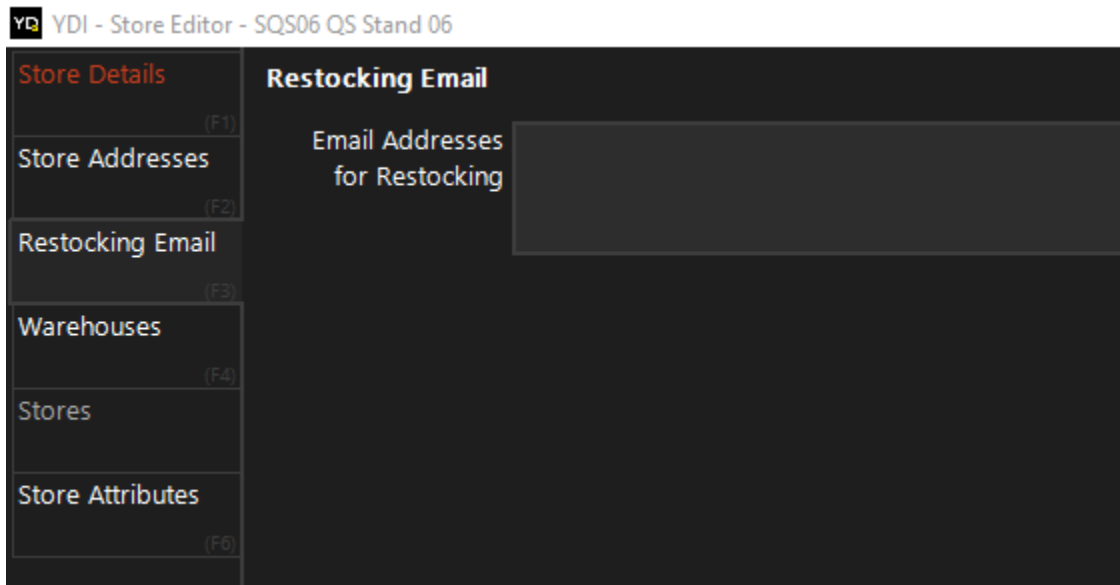 YD YDI - Store Editor - SQS06 QS Stand 06
Store Details
(F1)
Store Addresses
(F2)
Restocking Email
(F3)
Warehouses
(F4)
Stores
Store Attributes
(F6)
Restocking Email
Email Addresses
for Restocking